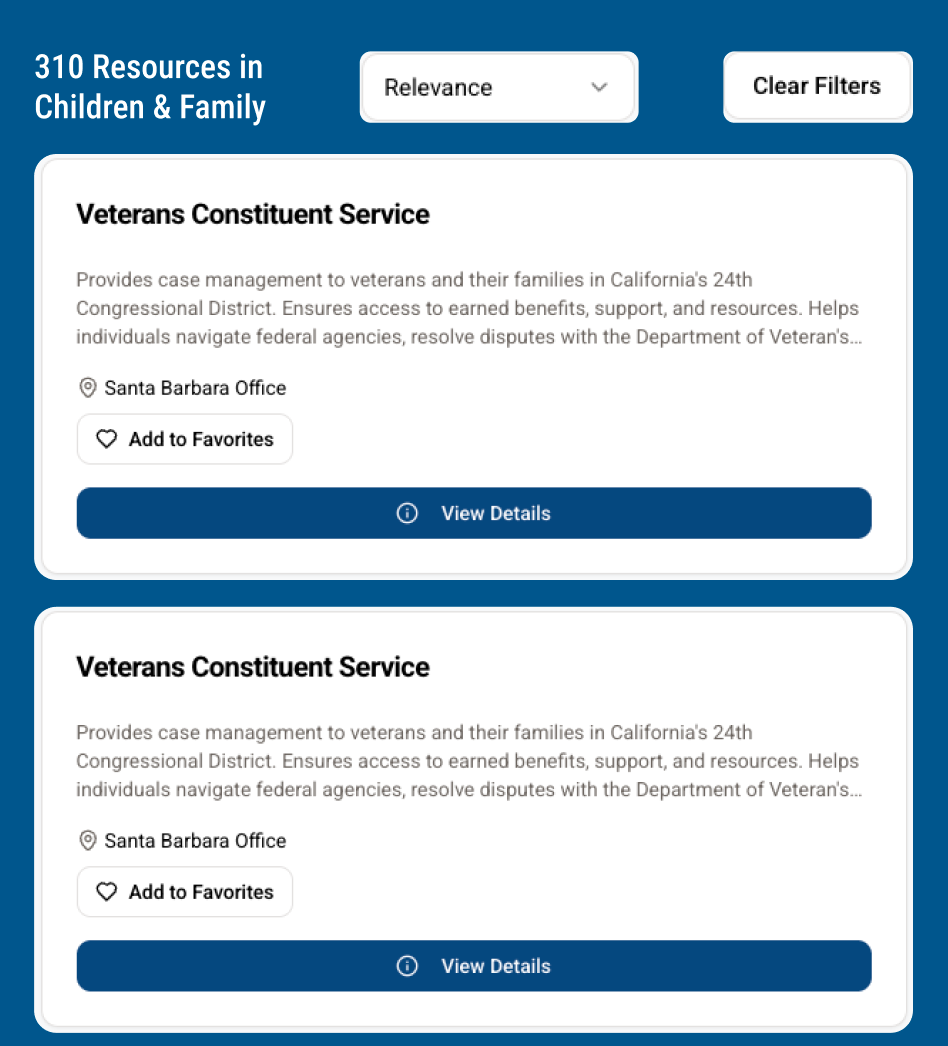 310 Resources in
Children & Family
Relevance
Clear Filters
Veterans Constituent Service
Provides case management to veterans and their families in California's 24th
Congressional District. Ensures access to earned benefits, support, and resources. Helps
individuals navigate federal agencies, resolve disputes with the Department of Veteran's...
Santa Barbara Office
Add to Favorites
View Details
Veterans Constituent Service
Provides case management to veterans and their families in California's 24th
Congressional District. Ensures access to earned benefits, support, and resources. Helps
individuals navigate federal agencies, resolve disputes with the Department of Veteran's...
Santa Barbara Office
Add to Favorites
View Details